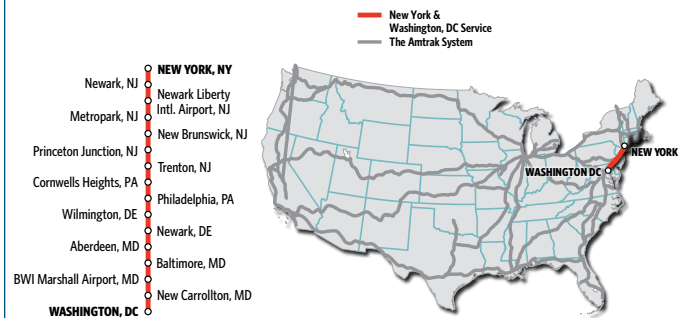 New York &
Washington, DC Service
The Amtrak System
NEW YORK, NY
Newark, NJ
Newark Liberty
Intl. Airport, NJ
Metropark, NJ
New Brunswick, NJ
Princeton Junction, NJ
Trenton, NJ
Cornwells Heights, PA
Philadelphia, PA
Wilmington, DE
Newark, DE
Aberdeen, MD
Baltimore, MD
BWI Marshall Airport, MD
New Carrollton, MD
WASHINGTON, DC
NEW YORK
WASHINGTON DC